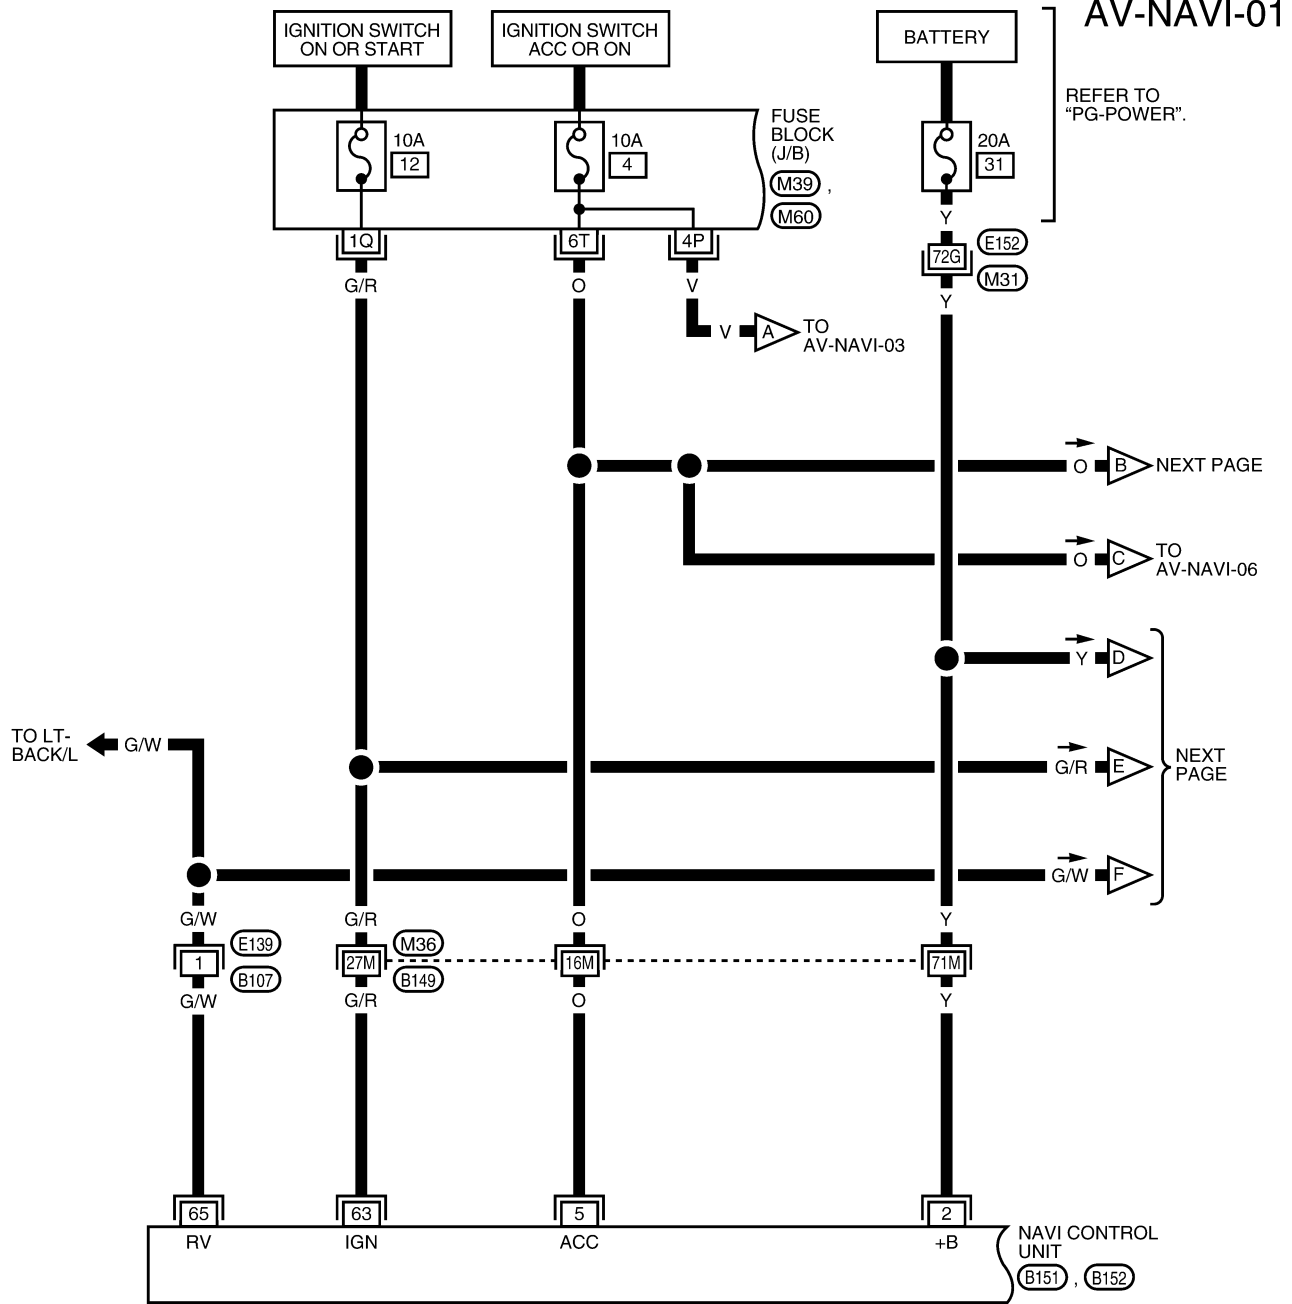 AV-NAVI-01
IGNITION SWITCH
ON OR START
IGNITION SWITCH
ACC OR ON
BATTERY
REFER TO
“PG-POWER”.
10A
12
10A
4
FUSE
BLOCK
(J/B)
M39 ,
M60
20A
31
Y
1Q
6T
4P
72G
E152
M31
G/R
O
V
Y
V
A
TO
AV-NAVI-03
O
B
NEXT PAGE
O
C
TO
AV-NAVI-06
Y
D
TO LT-
BACK/L
G/W
G/R
E
NEXT
PAGE
G/W
F
G/W
G/R
O
Y
1
E139
B107
27M
M36
B149
16M
71M
G/W
G/R
O
Y
65
63
5
2
RV
IGN
ACC
+B
NAVI CONTROL
UNIT
B151 , B152